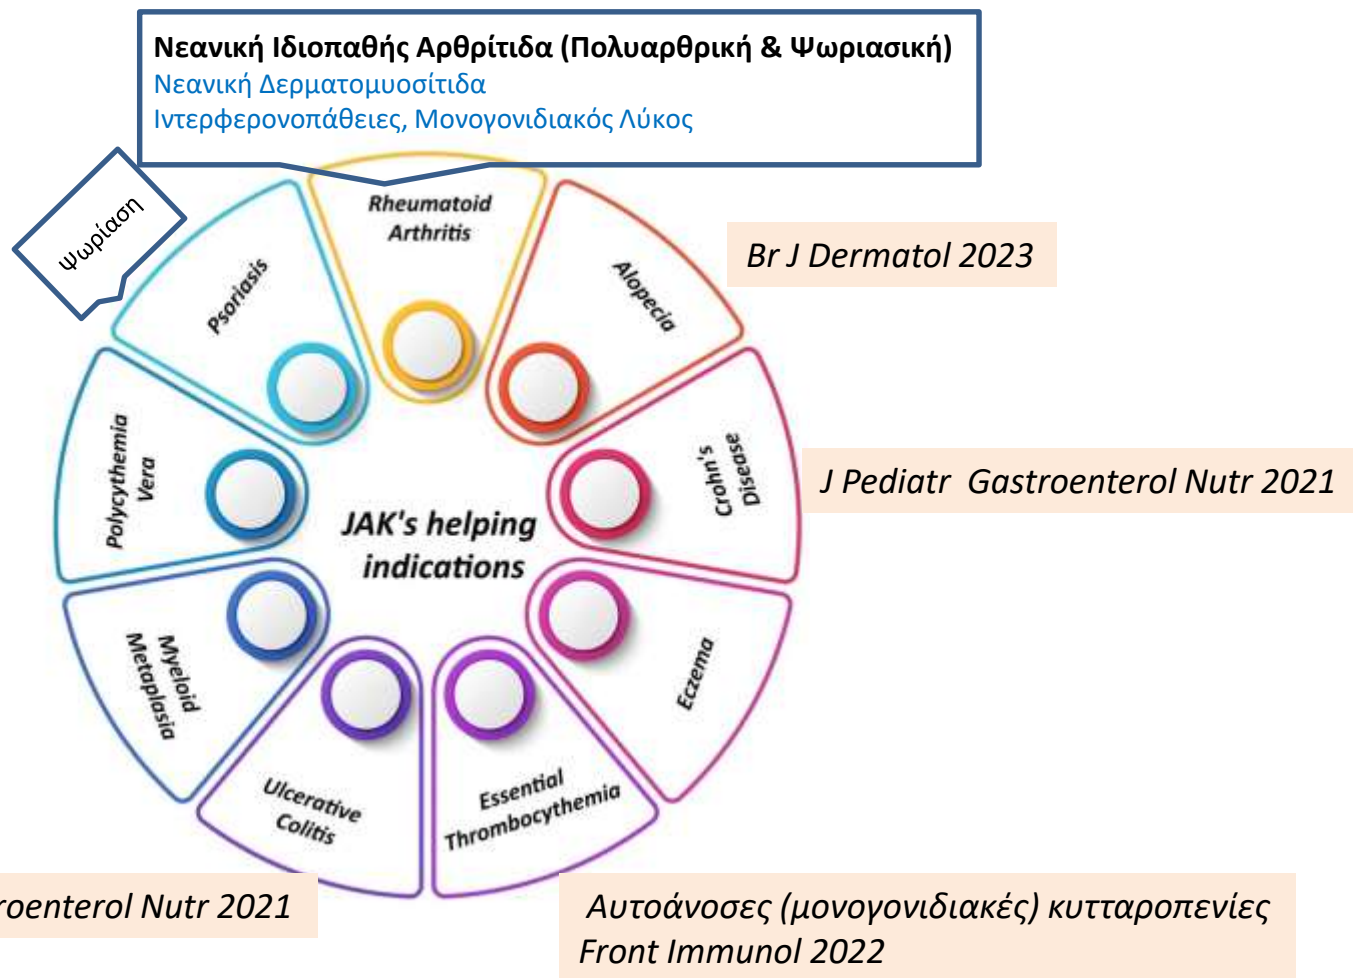 Νεανική Ιδιοπαθής Αρθρίτιδα (Πολυαρθρική & Ψωριασική)
Νεανική Δερματομυοσίτιδα
Ιντερφερονοπάθειες, Μονογονιδιακός Λύκος
Ψωρίαση
Rheumatoid
Arthritis
Psoriasis
Alopecia
Br J Dermatol 2023
Polycythemia
Vera
Crohn's
Disease
J Pediatr Gastroenterol Nutr 2021
JAK's helping
indications
Myeloid
Metaplasia
Eczema
Ulcerative
Colitis
Essential
Thrombocythemia
roenterol Nutr 2021
Αυτοάνοσες (μονογονιδιακές) κυτταροπενίες
Front Immunol 2022